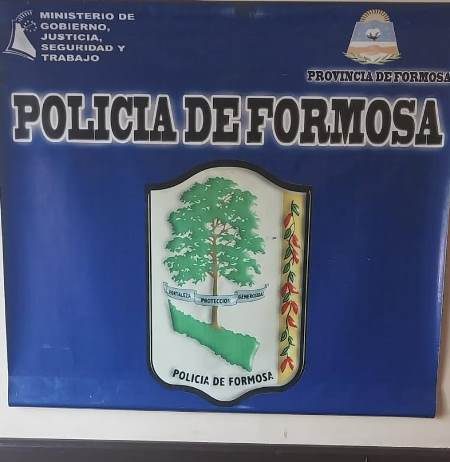 MINISTERIO DE
GOBIERNO,
JUSTICIA,
SEGURIDAD Y
TRABAJO
PROVINCIA DE FORMOSA
POLICIA DE FORMOSA
FORTALEZA PROTECCION GENEROSIDAD
POLICIA DE FORMOSA